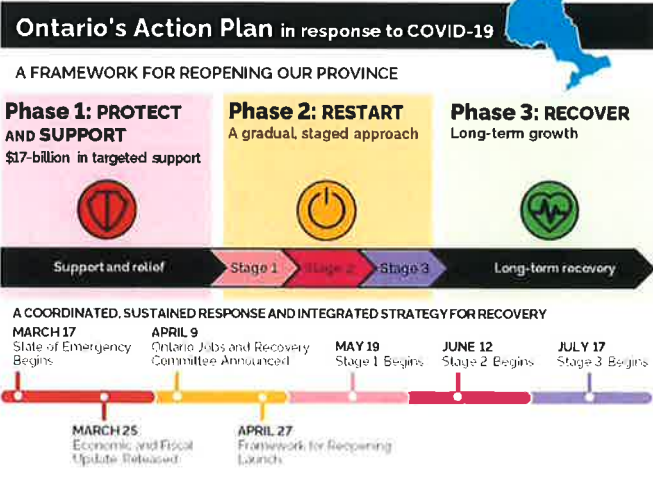 Ontario's Action Plan in response to COVID-19
A FRAMEWORK FOR REOPENING OUR PROVINCE
Phase 1: PROTECT
AND SUPPORT
$17-billion in targeted support
Phase 2: RESTART
A gradual, staged approach
Phase 3: RECOVER
Long-term growth
Support and relief
Stage 1
Stage 2
Stage 3
Long-term recovery
A COORDINATED, SUSTAINED RESPONSE AND INTEGRATED STRATEGY FOR RECOVERY
MARCH 17
State of Emergency
Begins
APRIL 9
Ontario Jobs and Recovery
Committee Announced
MAY 19
Stage 1 Begins
JUNE 12
Stage 2 Begins
JULY 17
Stage 3 Begins
MARCH 25
Economic and Fiscal
Update Released
APRIL 27
Framework for Reopening
Launch